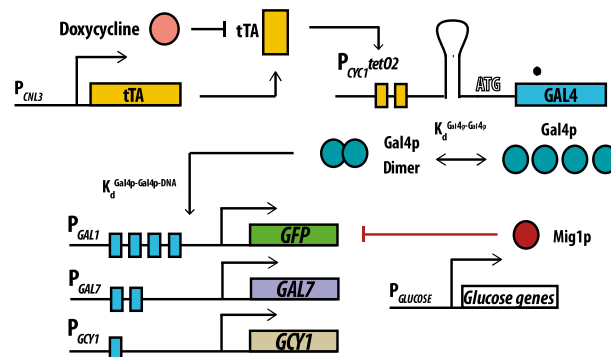 Doxycycline
tTA
P_CNL3
tTA
P_CYC1 tetO2
ATG
GAL4
K_d Gal4p-Gal4p
Gal4p
Dimer
Gal4p
K_d Gal4p-Gal4p-DNA
P_GAL1
GFP
Mig1p
P_GAL7
GAL7
P_GLUCOSE
Glucose genes
P_GCY1
GCY1